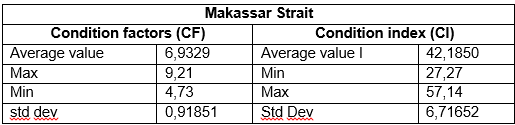 Makassar Strait
Condition factors (CF) Condition index (CI)
Average value 6,9329 Average value I 42,1850
Max 9,21 Min 27,27
Min 4,73 Max 57,14
std dev 0,91851 Std Dev 6,71652